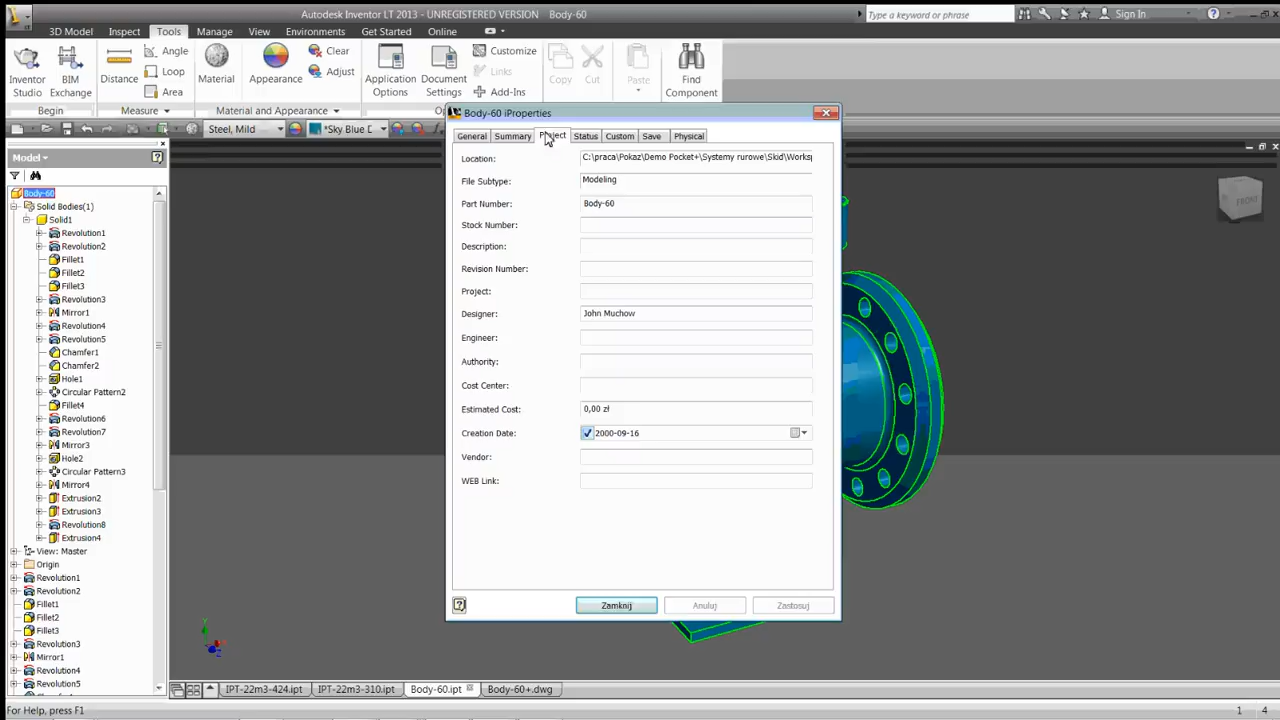 Autodesk Inventor LT 2013 - UNREGISTERED VERSION Body-60
Type a keyword or phrase
Sign In
3D Model Inspect Tools Manage View Environments Get Started Online
Inventor Studio
BIM Exchange
Begin
Distance
Angle
Loop
Area
Measure
Material
Appearance
Clear
Adjust
Material and Appearance
Application Options
Document Settings
Customize
Links
Add-Ins
Copy
Cut
Paste
Find Component
Steel, Mild
*Sky Blue D
Model
Body-60
Solid Bodies(1)
Solid1
Revolution1
Revolution2
Fillet1
Fillet2
Fillet3
Revolution3
Mirror1
Revolution4
Revolution5
Chamfer1
Chamfer2
Hole1
Circular Pattern2
Fillet4
Revolution6
Revolution7
Mirror3
Hole2
Circular Pattern3
Mirror4
Extrusion2
Extrusion3
Revolution8
Extrusion4
View: Master
Origin
Revolution1
Revolution2
Fillet1
Fillet2
Fillet3
Revolution3
Mirror1
Revolution4
Revolution5
Body-60 iProperties
General Summary Project Status Custom Save Physical
Location: C:\praca\Pokaz\Demo Pocket+\Systemy rurowe\Skid\Worksp
File Subtype: Modeling
Part Number: Body-60
Stock Number:
Description:
Revision Number:
Project:
Designer: John Muchow
Engineer:
Authority:
Cost Center:
Estimated Cost: 0,00 zł
Creation Date: 2000-09-16
Vendor:
WEB Link:
Zamknij Anuluj Zastosuj
FRONT
IPT-22m3-424.ipt IPT-22m3-310.ipt Body-60.ipt Body-60+.dwg
For Help, press F1
1 4